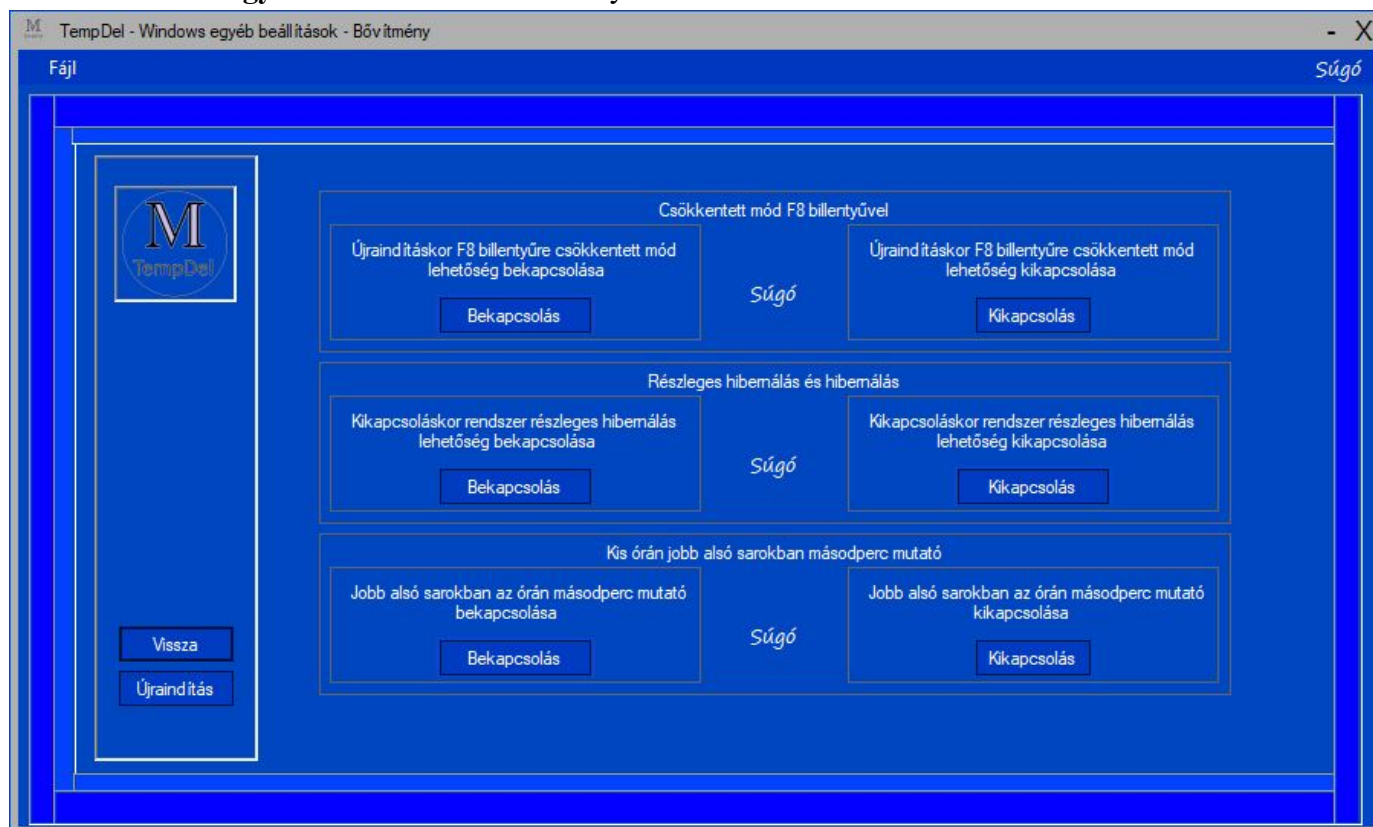 TempDel - Windows egyéb beállítások - Bővítmény
- X
Fájl
Súgó
M
TempDel
Csökkentett mód F8 billentyűvel
Újraindításkor F8 billentyűre csökkentett mód
lehetőség bekapcsolása
Bekapcsolás
Súgó
Újraindításkor F8 billentyűre csökkentett mód
lehetőség kikapcsolása
Kikapcsolás
Részleges hibernálás és hibernálás
Kikapcsoláskor rendszer részleges hibernálás
lehetőség bekapcsolása
Bekapcsolás
Súgó
Kikapcsoláskor rendszer részleges hibernálás
lehetőség kikapcsolása
Kikapcsolás
Kis órán jobb alsó sarokban másodperc mutató
Jobb alsó sarokban az órán másodperc mutató
bekapcsolása
Bekapcsolás
Súgó
Jobb alsó sarokban az órán másodperc mutató
kikapcsolása
Kikapcsolás
Vissza
Újraindítás